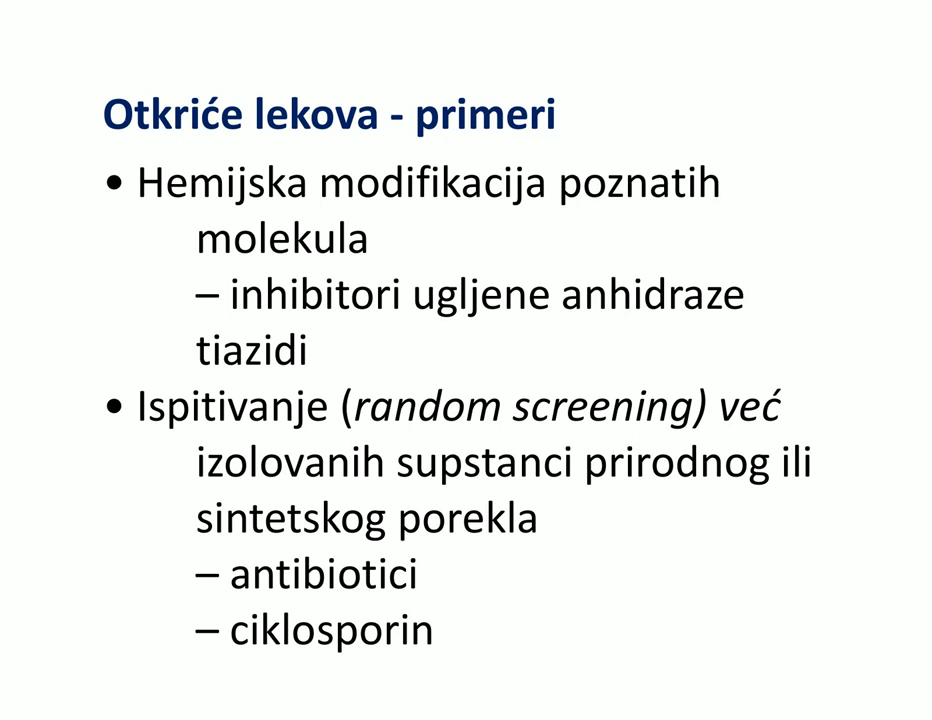 Otkriće lekova - primeri
• Hemijska modifikacija poznatih
molekula
– inhibitori ugljene anhidraze
tiazidi
• Ispitivanje (random screening) već
izolovanih supstanci prirodnog ili
sintetskog porekla
– antibiotici
– ciklosporin